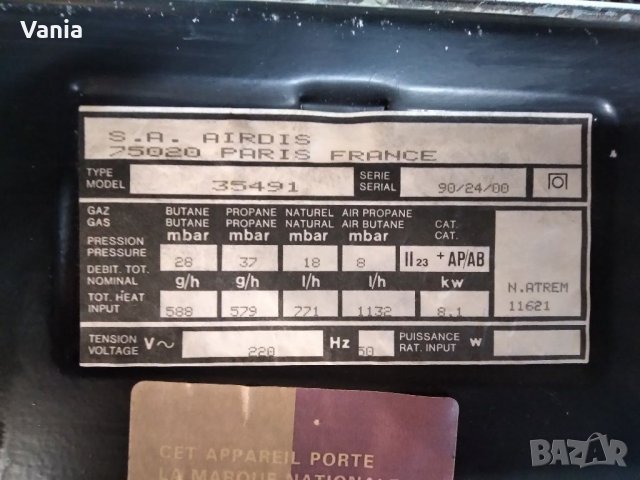 Vania
S.A. AIRDIS
75020 PARIS FRANCE
TYPE
MODEL
35491
SERIE
SERIAL
90/24/00
GAZ
GAS
BUTANE
BUTANE
PROPANE
PROPANE
NATUREL
NATURAL
AIR PROPANE
AIR BUTANE
CAT.
CAT.
PRESSION
PRESSURE
mbar
mbar
mbar
mbar
28
37
18
8
II 23 + AP/AB
DEBIT. TOT.
NOMINAL
g/h
g/h
l/h
l/h
kw
TOT. HEAT
INPUT
588
579
771
1132
8.1
N.ATREM
11621
TENSION
VOLTAGE
V~
220
Hz
50
PUISSANCE
RAT. INPUT
W
CET APPAREIL PORTE
LA MARQUE NATIONALE
BAZAR